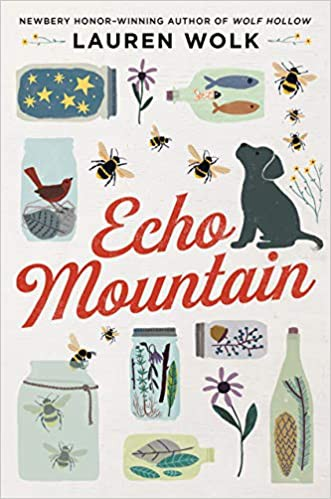 NEWBERY HONOR–WINNING AUTHOR OF WOLF HOLLOW
LAUREN WOLK
Echo
Mountain